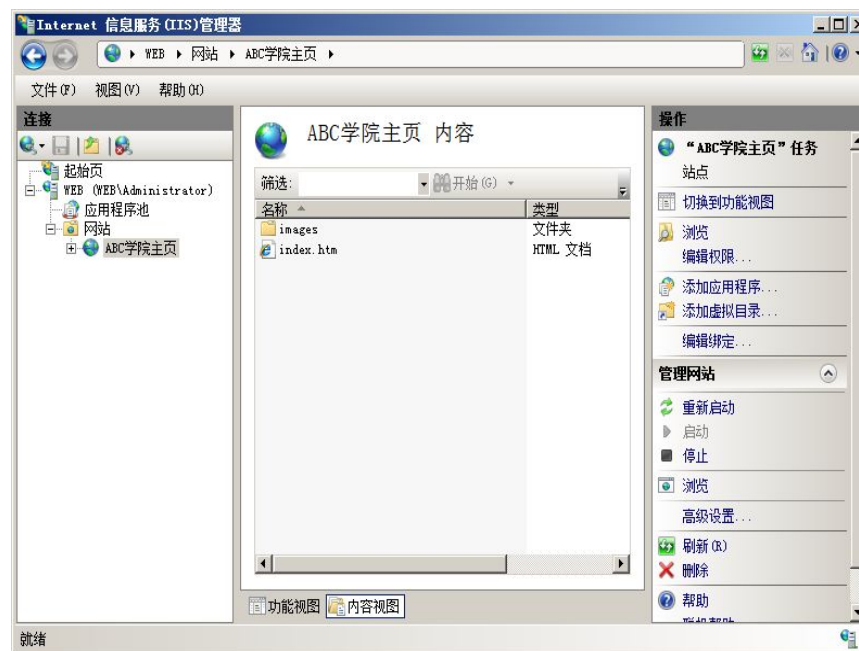 Internet 信息服务(IIS)管理器
WEB ▸ 网站 ▸ ABC学院主页 ▸
文件(F) 视图(V) 帮助(H)
连接
起始页
WEB (WEB\Administrator)
应用程序池
网站
ABC学院主页
ABC学院主页 内容
筛选: 开始(G)
名称 类型
images 文件夹
index.htm HTML 文档
功能视图 内容视图
操作
“ABC学院主页”任务
站点
切换到功能视图
浏览
编辑权限...
添加应用程序...
添加虚拟目录...
编辑绑定...
管理网站
重新启动
启动
停止
浏览
高级设置...
刷新(R)
删除
帮助
就绪